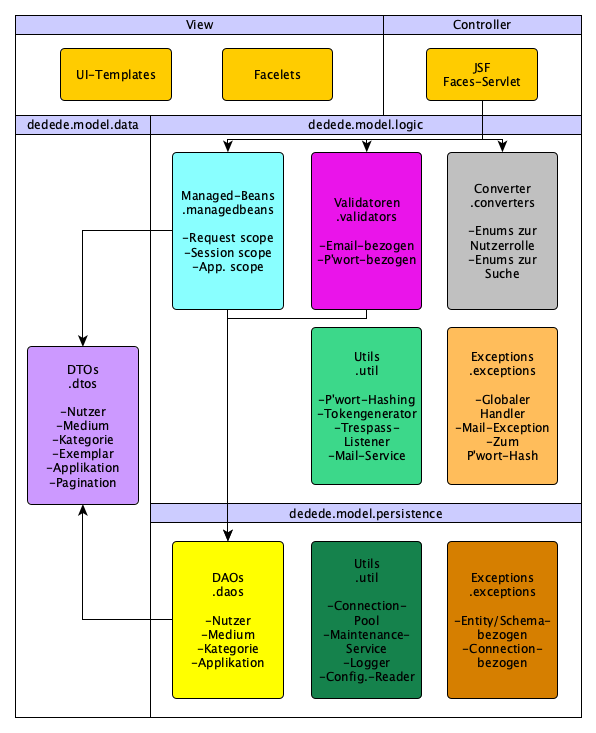 View
Controller
UI-Templates
Facelets
JSF
Faces-Servlet
dedede.model.data
dedede.model.logic
Managed-Beans
.managedbeans
-Request scope
-Session scope
-App. scope
Validatoren
.validators
-Email-bezogen
-P'wort-bezogen
Converter
.converters
-Enums zur
Nutzerrolle
-Enums zur
Suche
DTOs
.dtos
-Nutzer
-Medium
-Kategorie
-Exemplar
-Applikation
-Pagination
Utils
.util
-P'wort-Hashing
-Tokengenerator
-Trespass-
Listener
-Mail-Service
Exceptions
.exceptions
-Globaler
Handler
-Mail-Exception
-Zum
P'wort-Hash
dedede.model.persistence
DAOs
.daos
-Nutzer
-Medium
-Kategorie
-Applikation
Utils
.util
-Connection-
Pool
-Maintenance-
Service
-Logger
-Config.-Reader
Exceptions
.exceptions
-Entity/Schema-
bezogen
-Connection-
bezogen